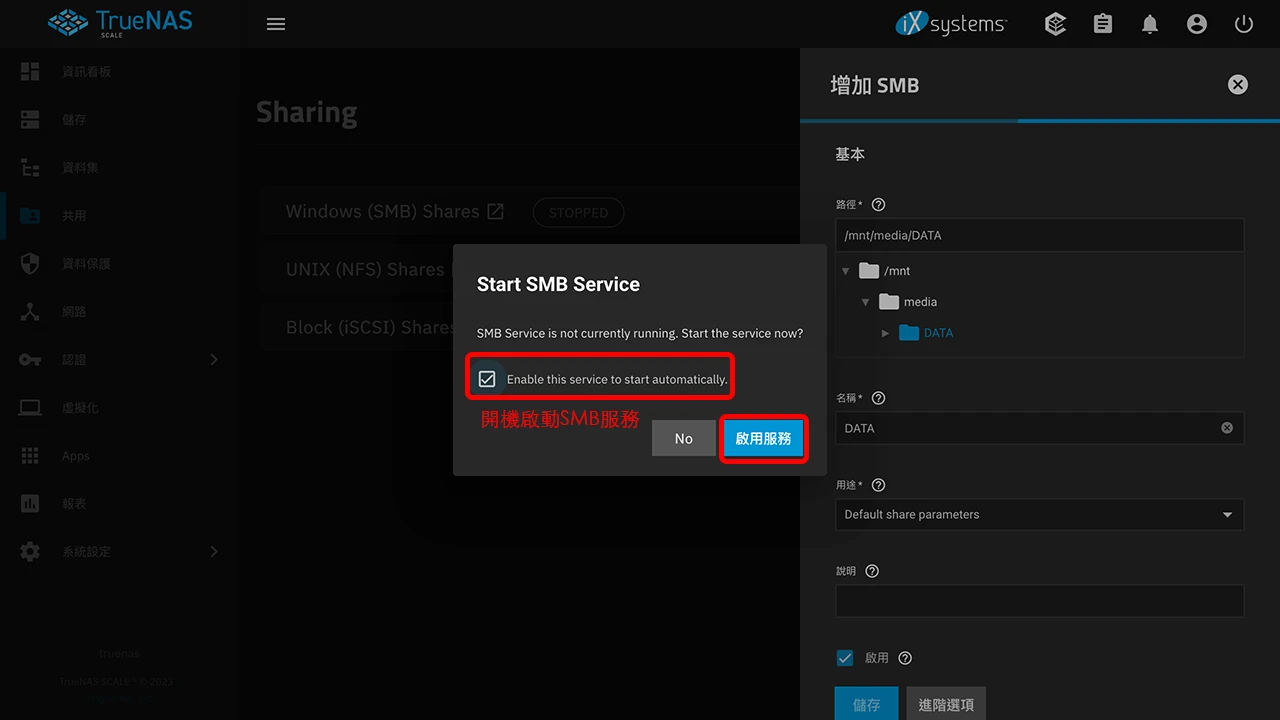 TrueNAS
SCALE
iXsystems
資訊看板
儲存
資料集
共用
資料保護
網路
認證
虛擬化
Apps
報表
系統設定
truenas
TrueNAS SCALE ® © 2023
Sharing
Windows (SMB) Shares
STOPPED
UNIX (NFS) Shares
Block (iSCSI) Shares
Start SMB Service
SMB Service is not currently running. Start the service now?
Enable this service to start automatically.
開機啟動SMB服務
No
啟用服務
增加 SMB
基本
路徑*
/mnt/media/DATA
/mnt
media
DATA
名稱*
DATA
用途*
Default share parameters
說明
啟用
儲存
進階選項